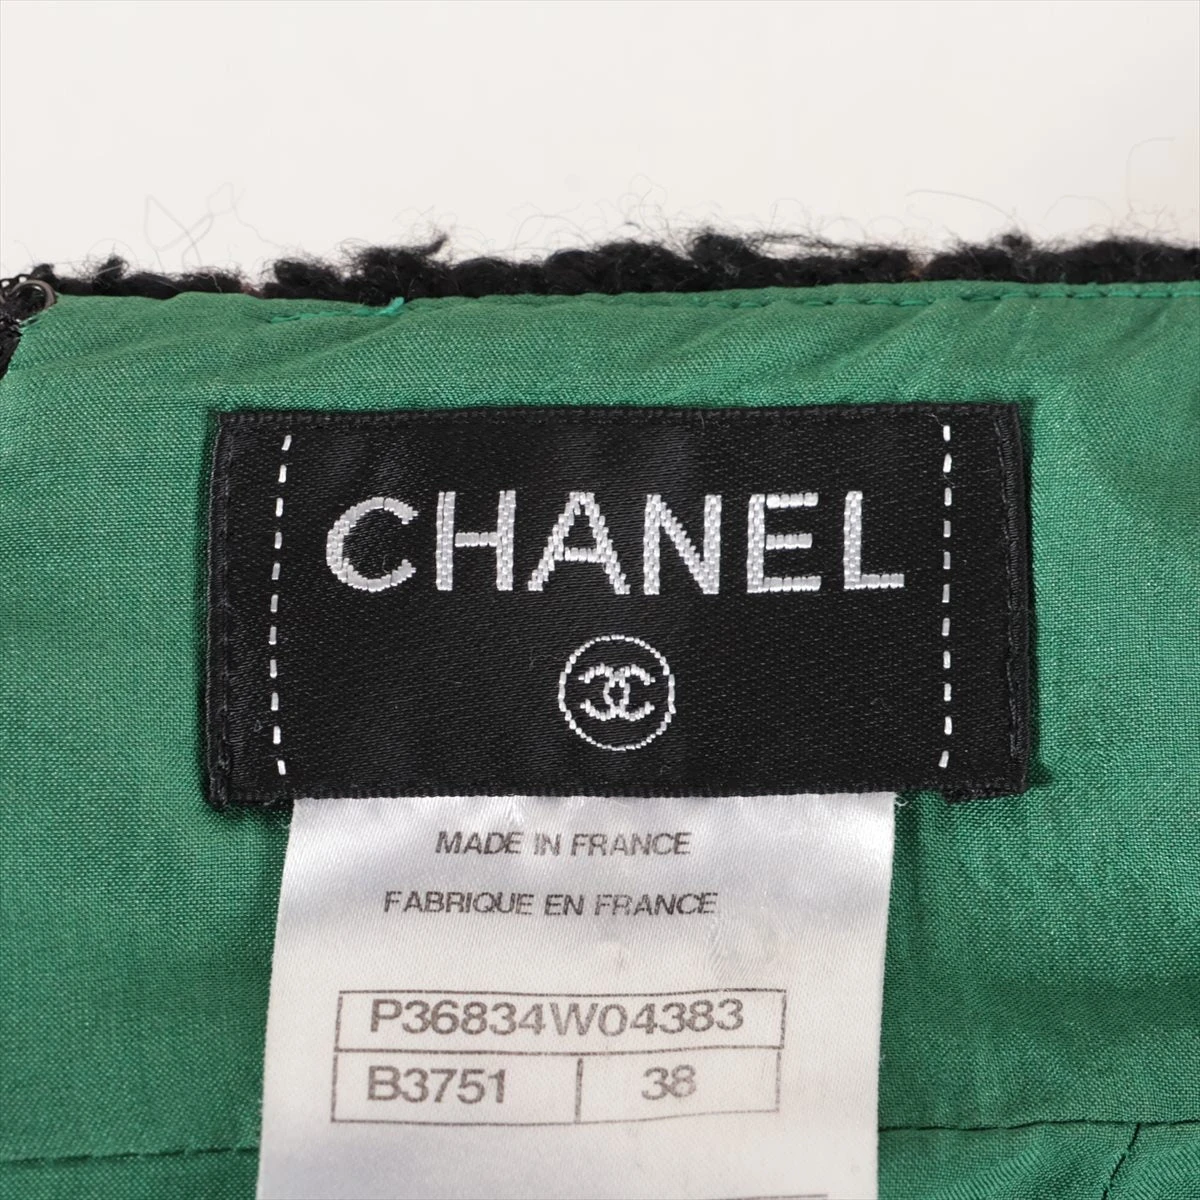 CHANEL
MADE IN FRANCE
FABRIQUE EN FRANCE
P36834W04383
B3751 38